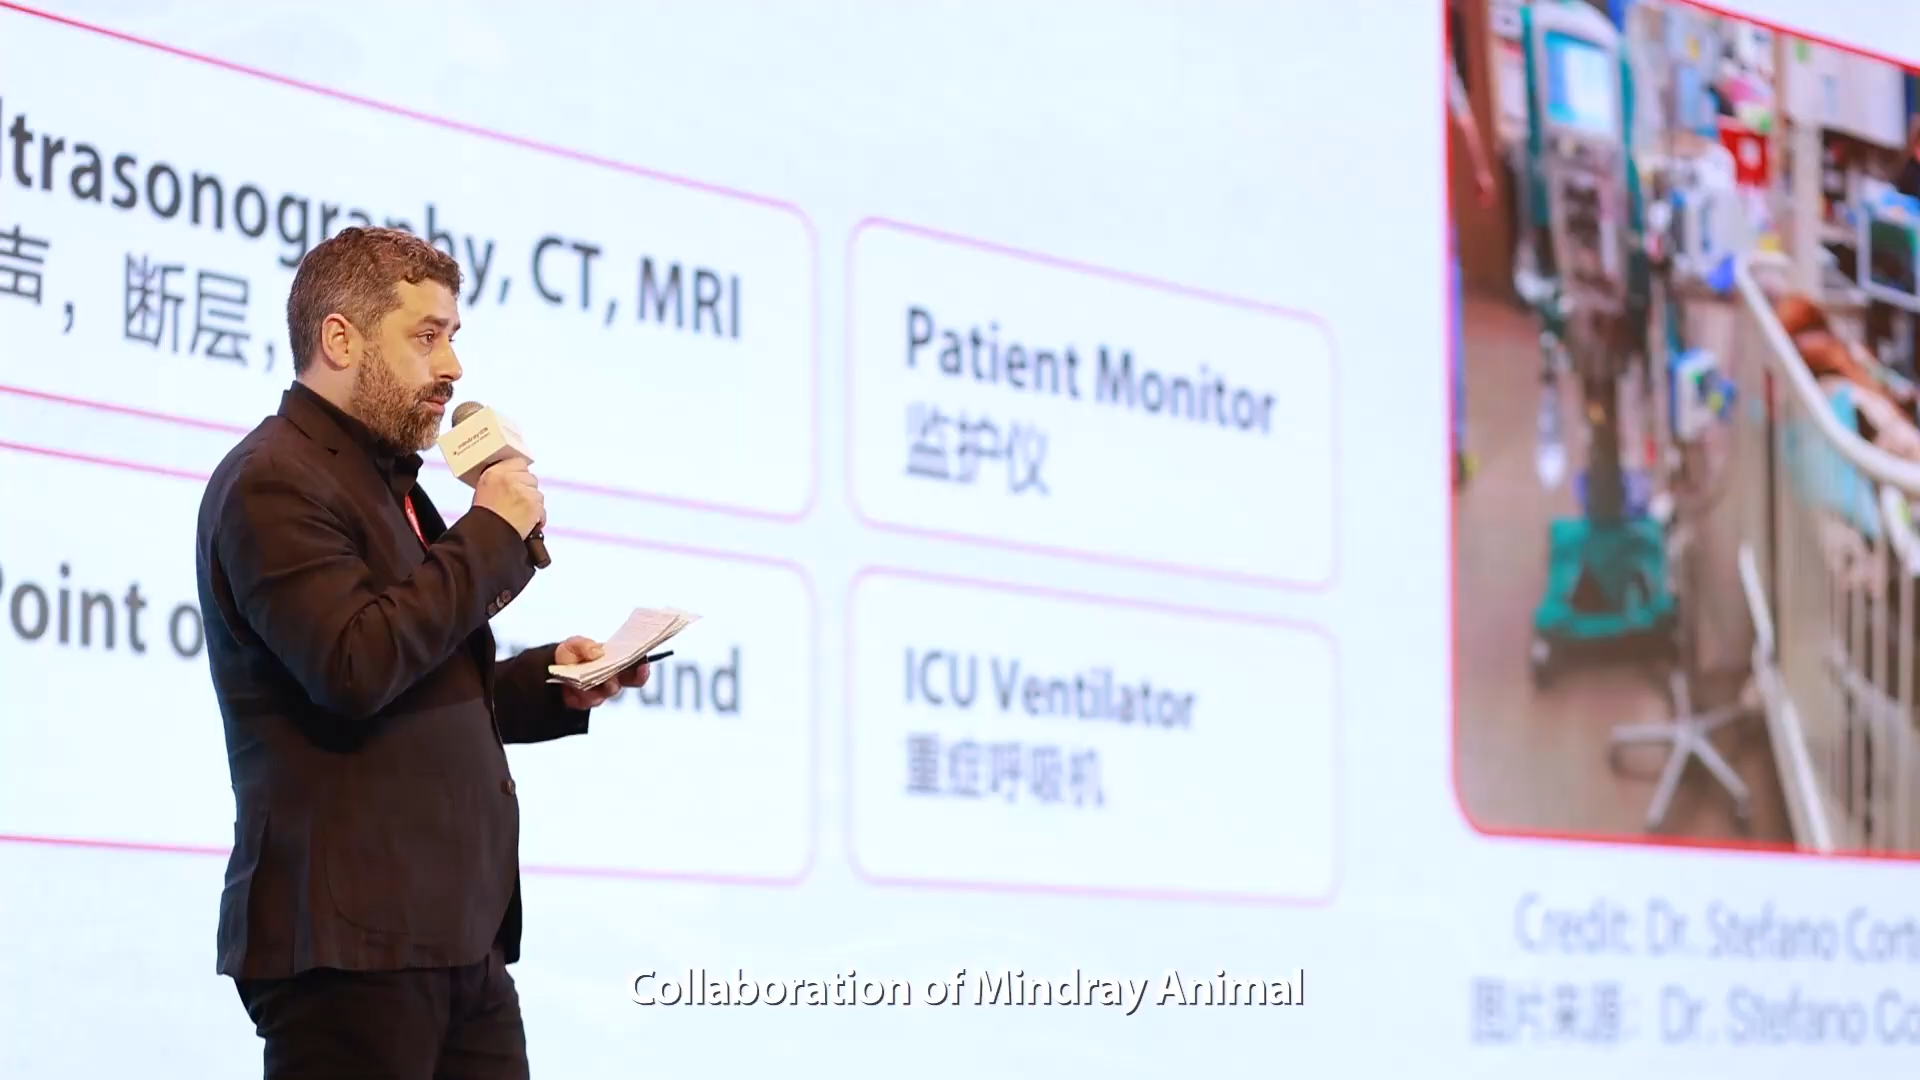 ltrasonography, CT, MRI
声，断层，
Patient Monitor
监护仪
Point o
und
ICU Ventilator
重症呼吸机
mindray
Credit: Dr. Stefano Cort
图片来源：Dr. Stefano Co
Collaboration of Mindray Animal